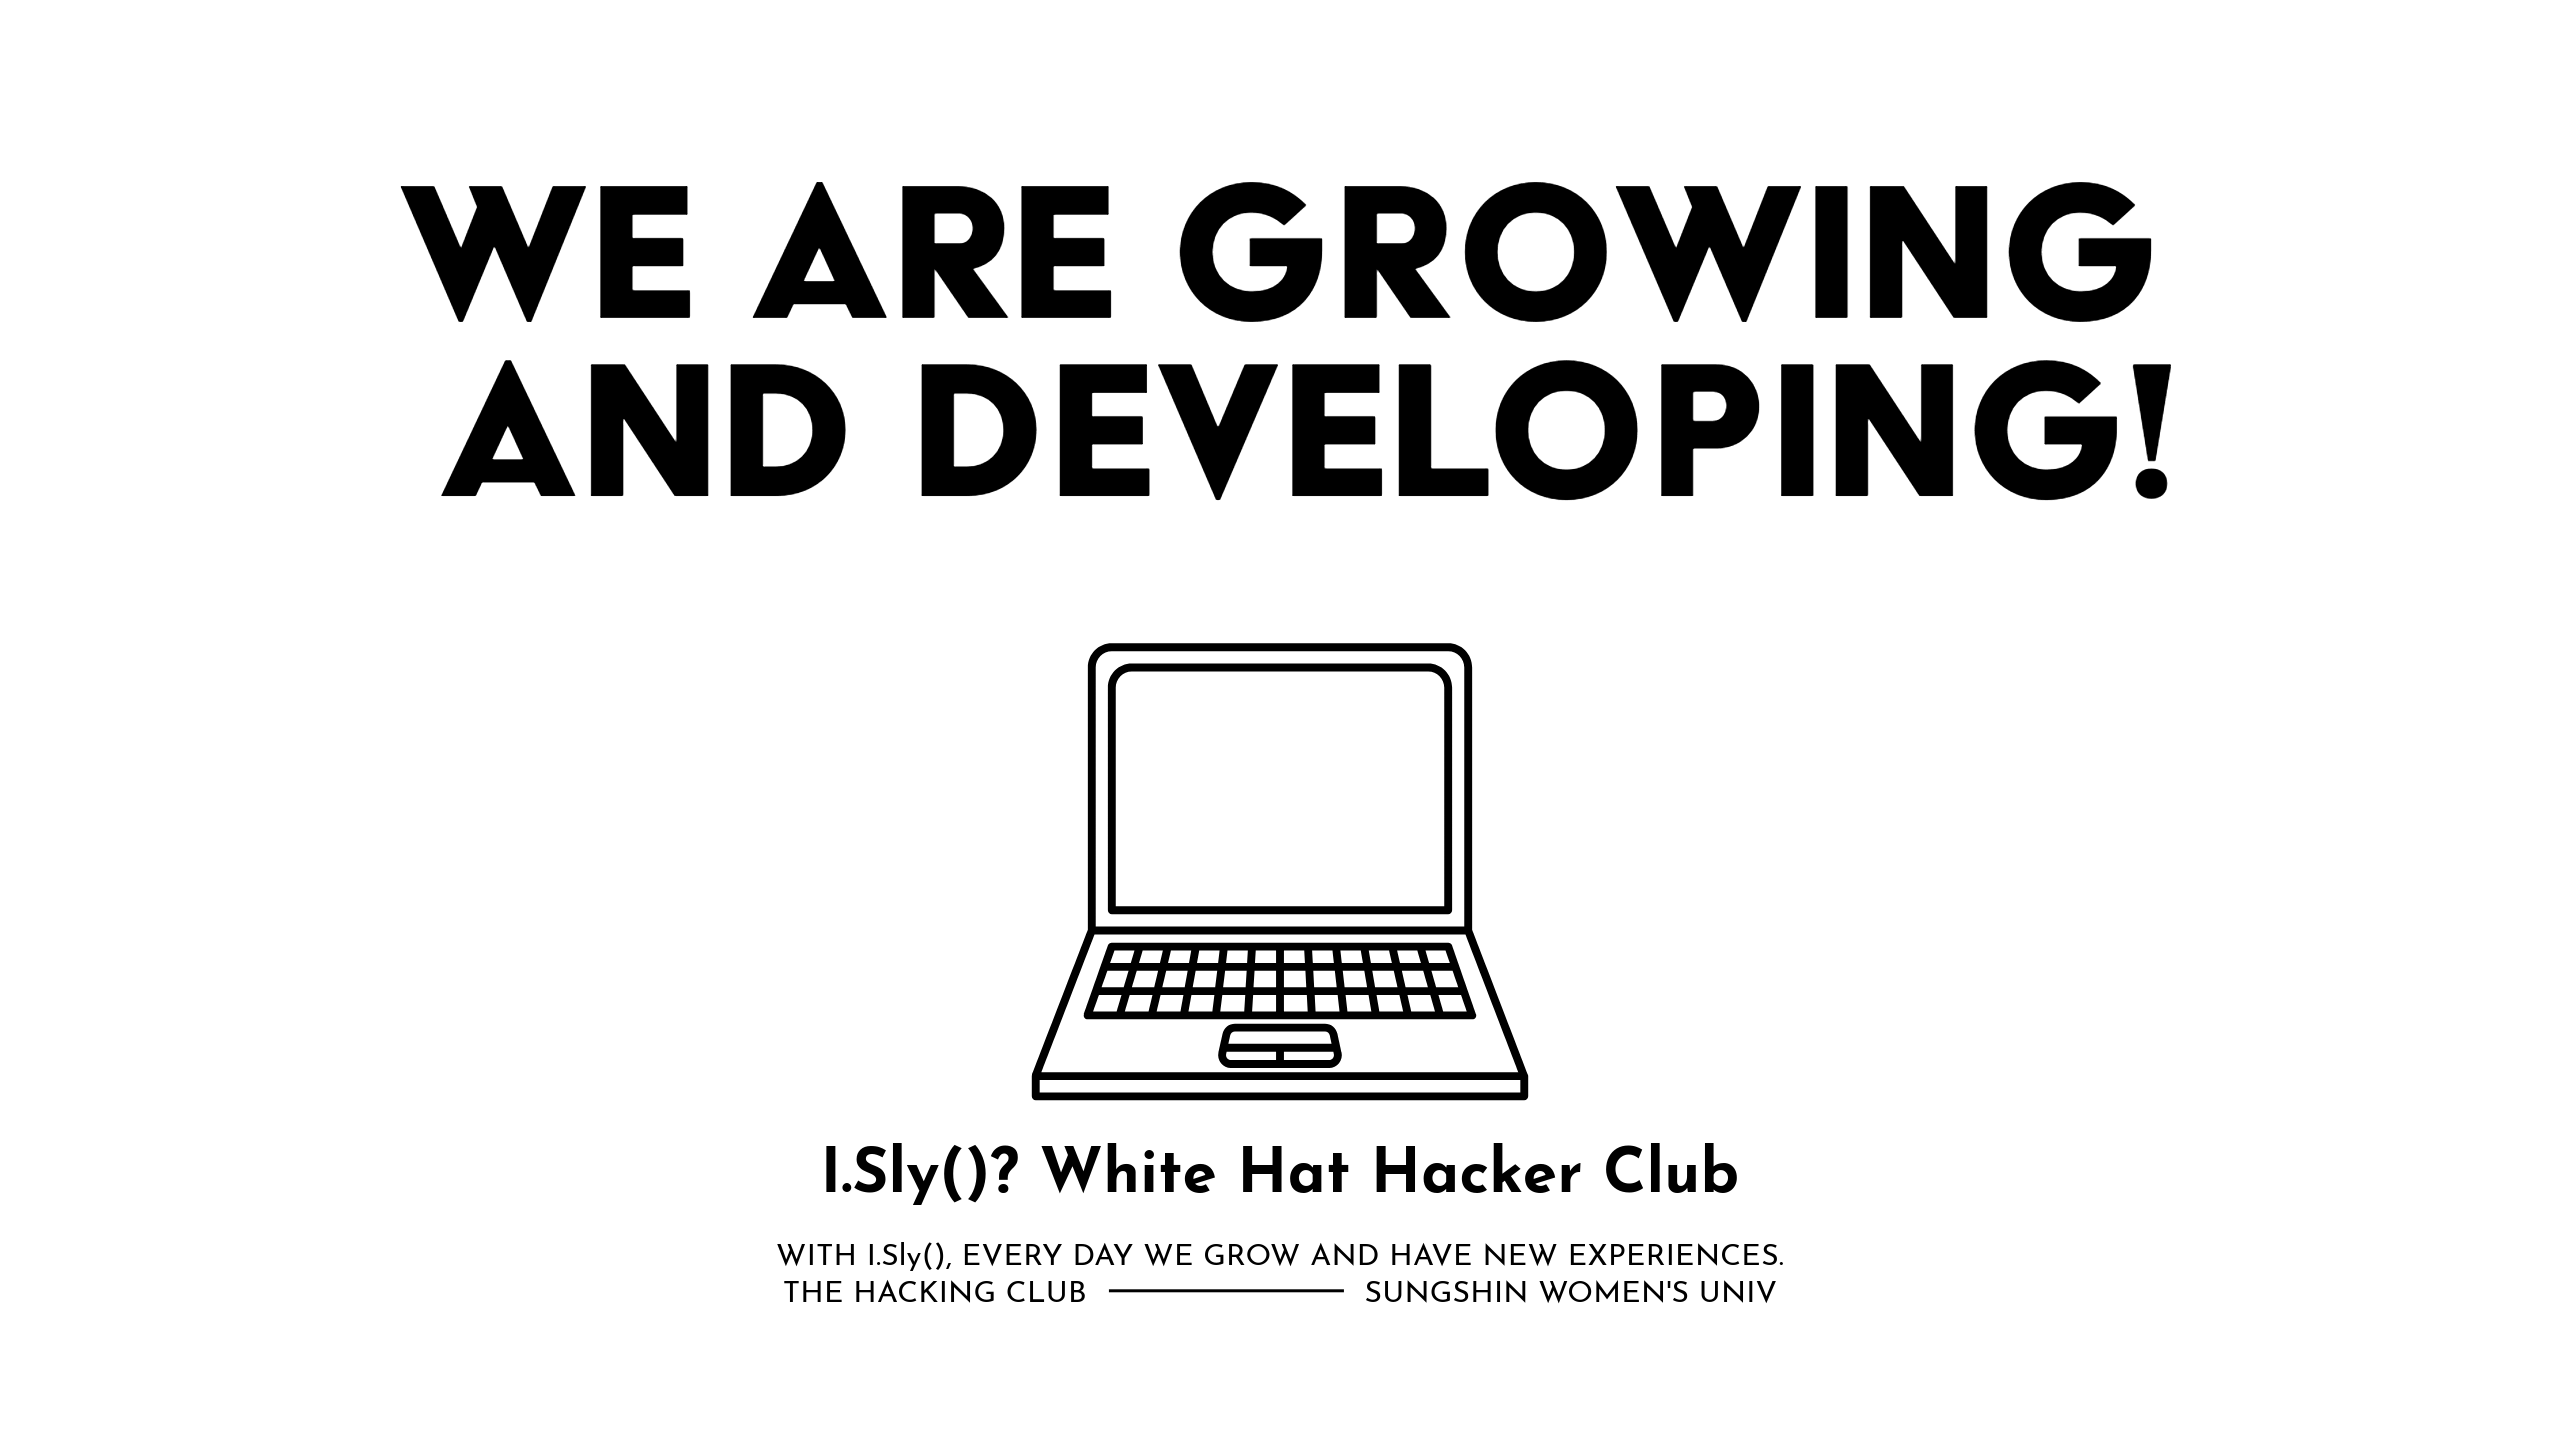 WE ARE GROWING
AND DEVELOPING!
I.Sly()? White Hat Hacker Club
WITH I.Sly(), EVERY DAY WE GROW AND HAVE NEW EXPERIENCES.
THE HACKING CLUB SUNGSHIN WOMEN'S UNIV